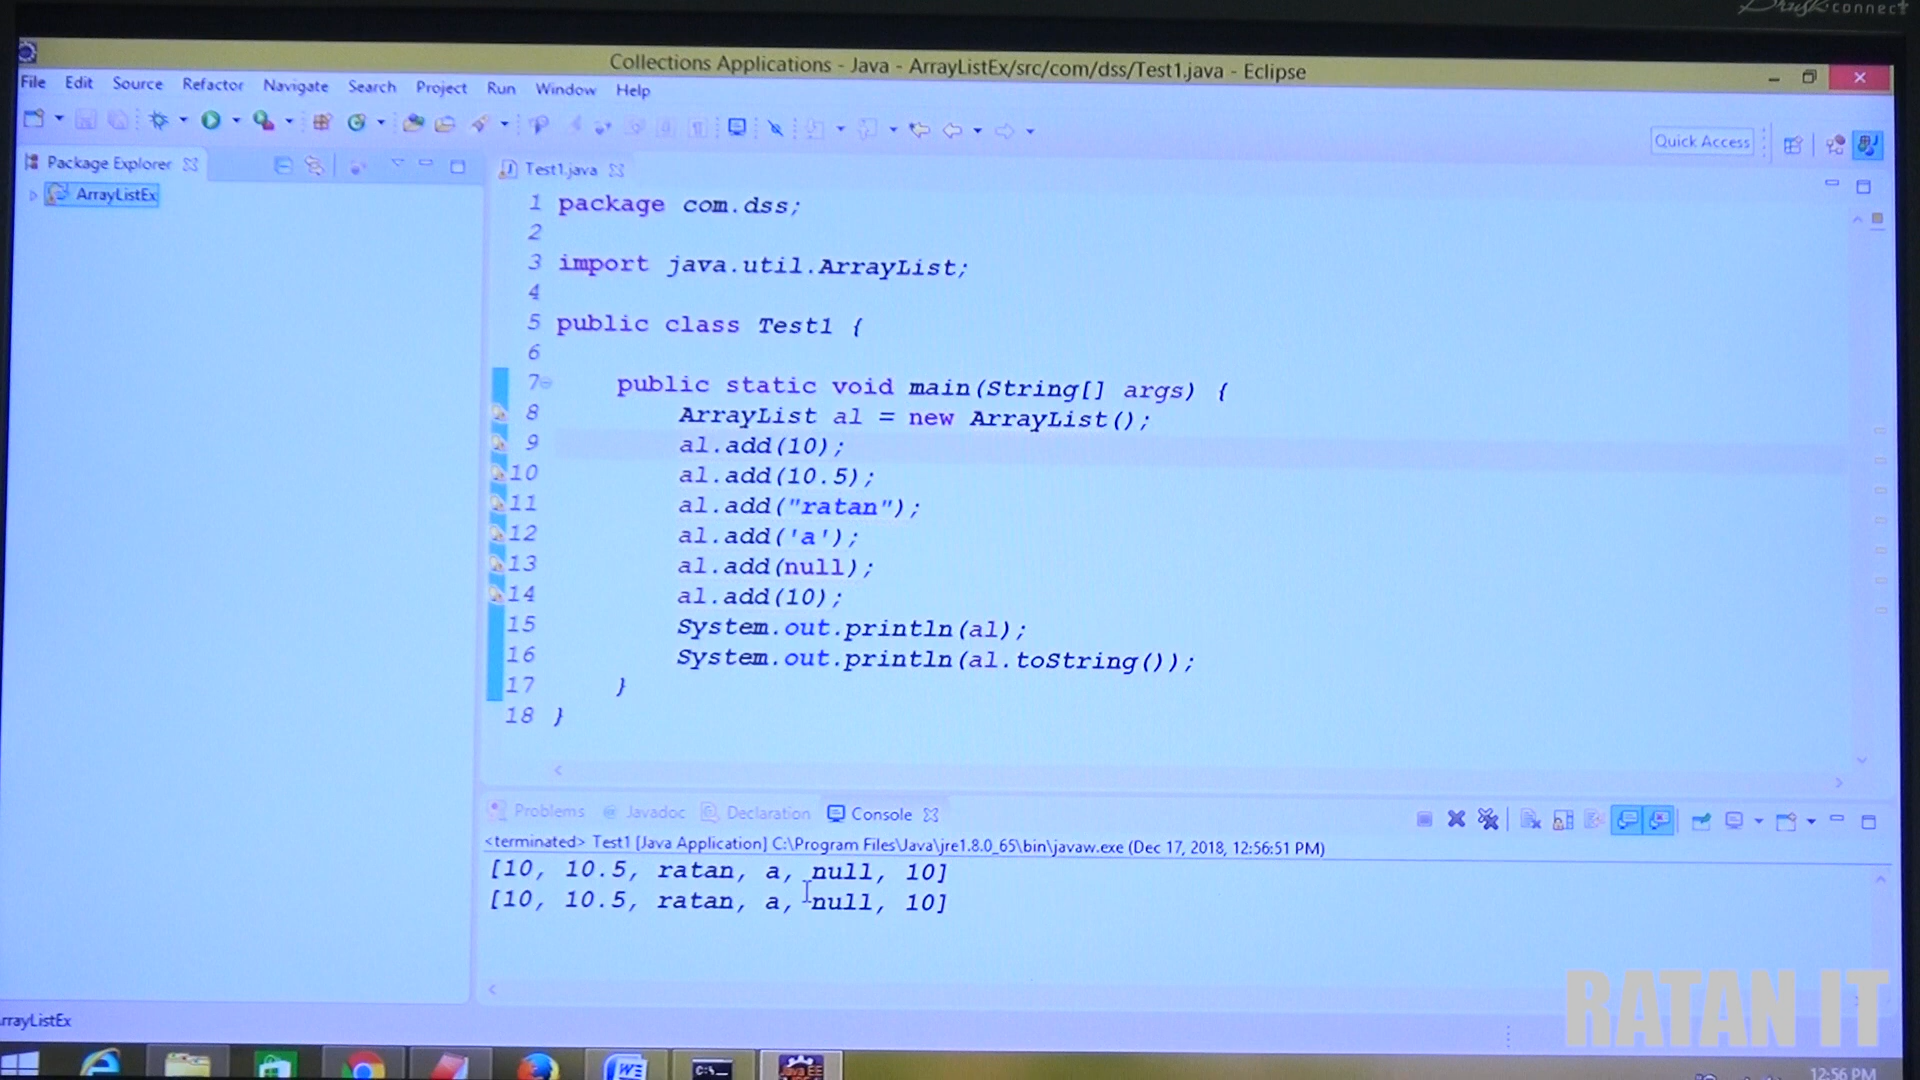 connect
Collections Applications - Java - ArrayListEx/src/com/dss/Test1.java - Eclipse
File Edit Source Refactor Navigate Search Project Run Window Help
Quick Access
Package Explorer
ArrayListEx
Test1.java
1 package com.dss;
2
3 import java.util.ArrayList;
4
5 public class Test1 {
6
7 public static void main(String[] args) {
8 ArrayList al = new ArrayList();
9 al.add(10);
10 al.add(10.5);
11 al.add("ratan");
12 al.add('a');
13 al.add(null);
14 al.add(10);
15 System.out.println(al);
16 System.out.println(al.toString());
17 }
18 }
Problems Javadoc Declaration Console
<terminated> Test1 [Java Application] C:\Program Files\Java\jre1.8.0_65\bin\javaw.exe (Dec 17, 2018, 12:56:51 PM)
[10, 10.5, ratan, a, null, 10]
[10, 10.5, ratan, a, null, 10]
RATAN IT
rrayListEx
C:\
Java EE
12:56 PM